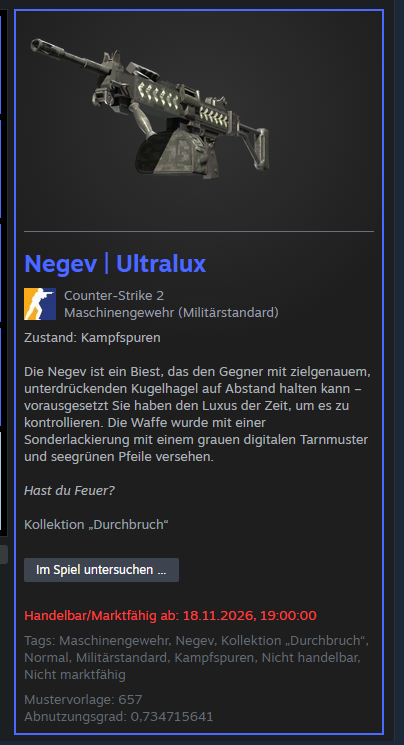 Negev | Ultralux
Counter-Strike 2
Maschinengewehr (Militärstandard)
Zustand: Kampfspuren
Die Negev ist ein Biest, das den Gegner mit zielgenauem,
unterdrückenden Kugelhagel auf Abstand halten kann –
vorausgesetzt Sie haben den Luxus der Zeit, um es zu
kontrollieren. Die Waffe wurde mit einer
Sonderlackierung mit einem grauen digitalen Tarnmuster
und seegrünen Pfeile versehen.
Hast du Feuer?
Kollektion „Durchbruch“
Im Spiel untersuchen ...
Handelbar/Marktfähig ab: 18.11.2026, 19:00:00
Tags: Maschinengewehr, Negev, Kollektion „Durchbruch“,
Normal, Militärstandard, Kampfspuren, Nicht handelbar,
Nicht marktfähig
Mustervorlage: 657
Abnutzungsgrad: 0,734715641